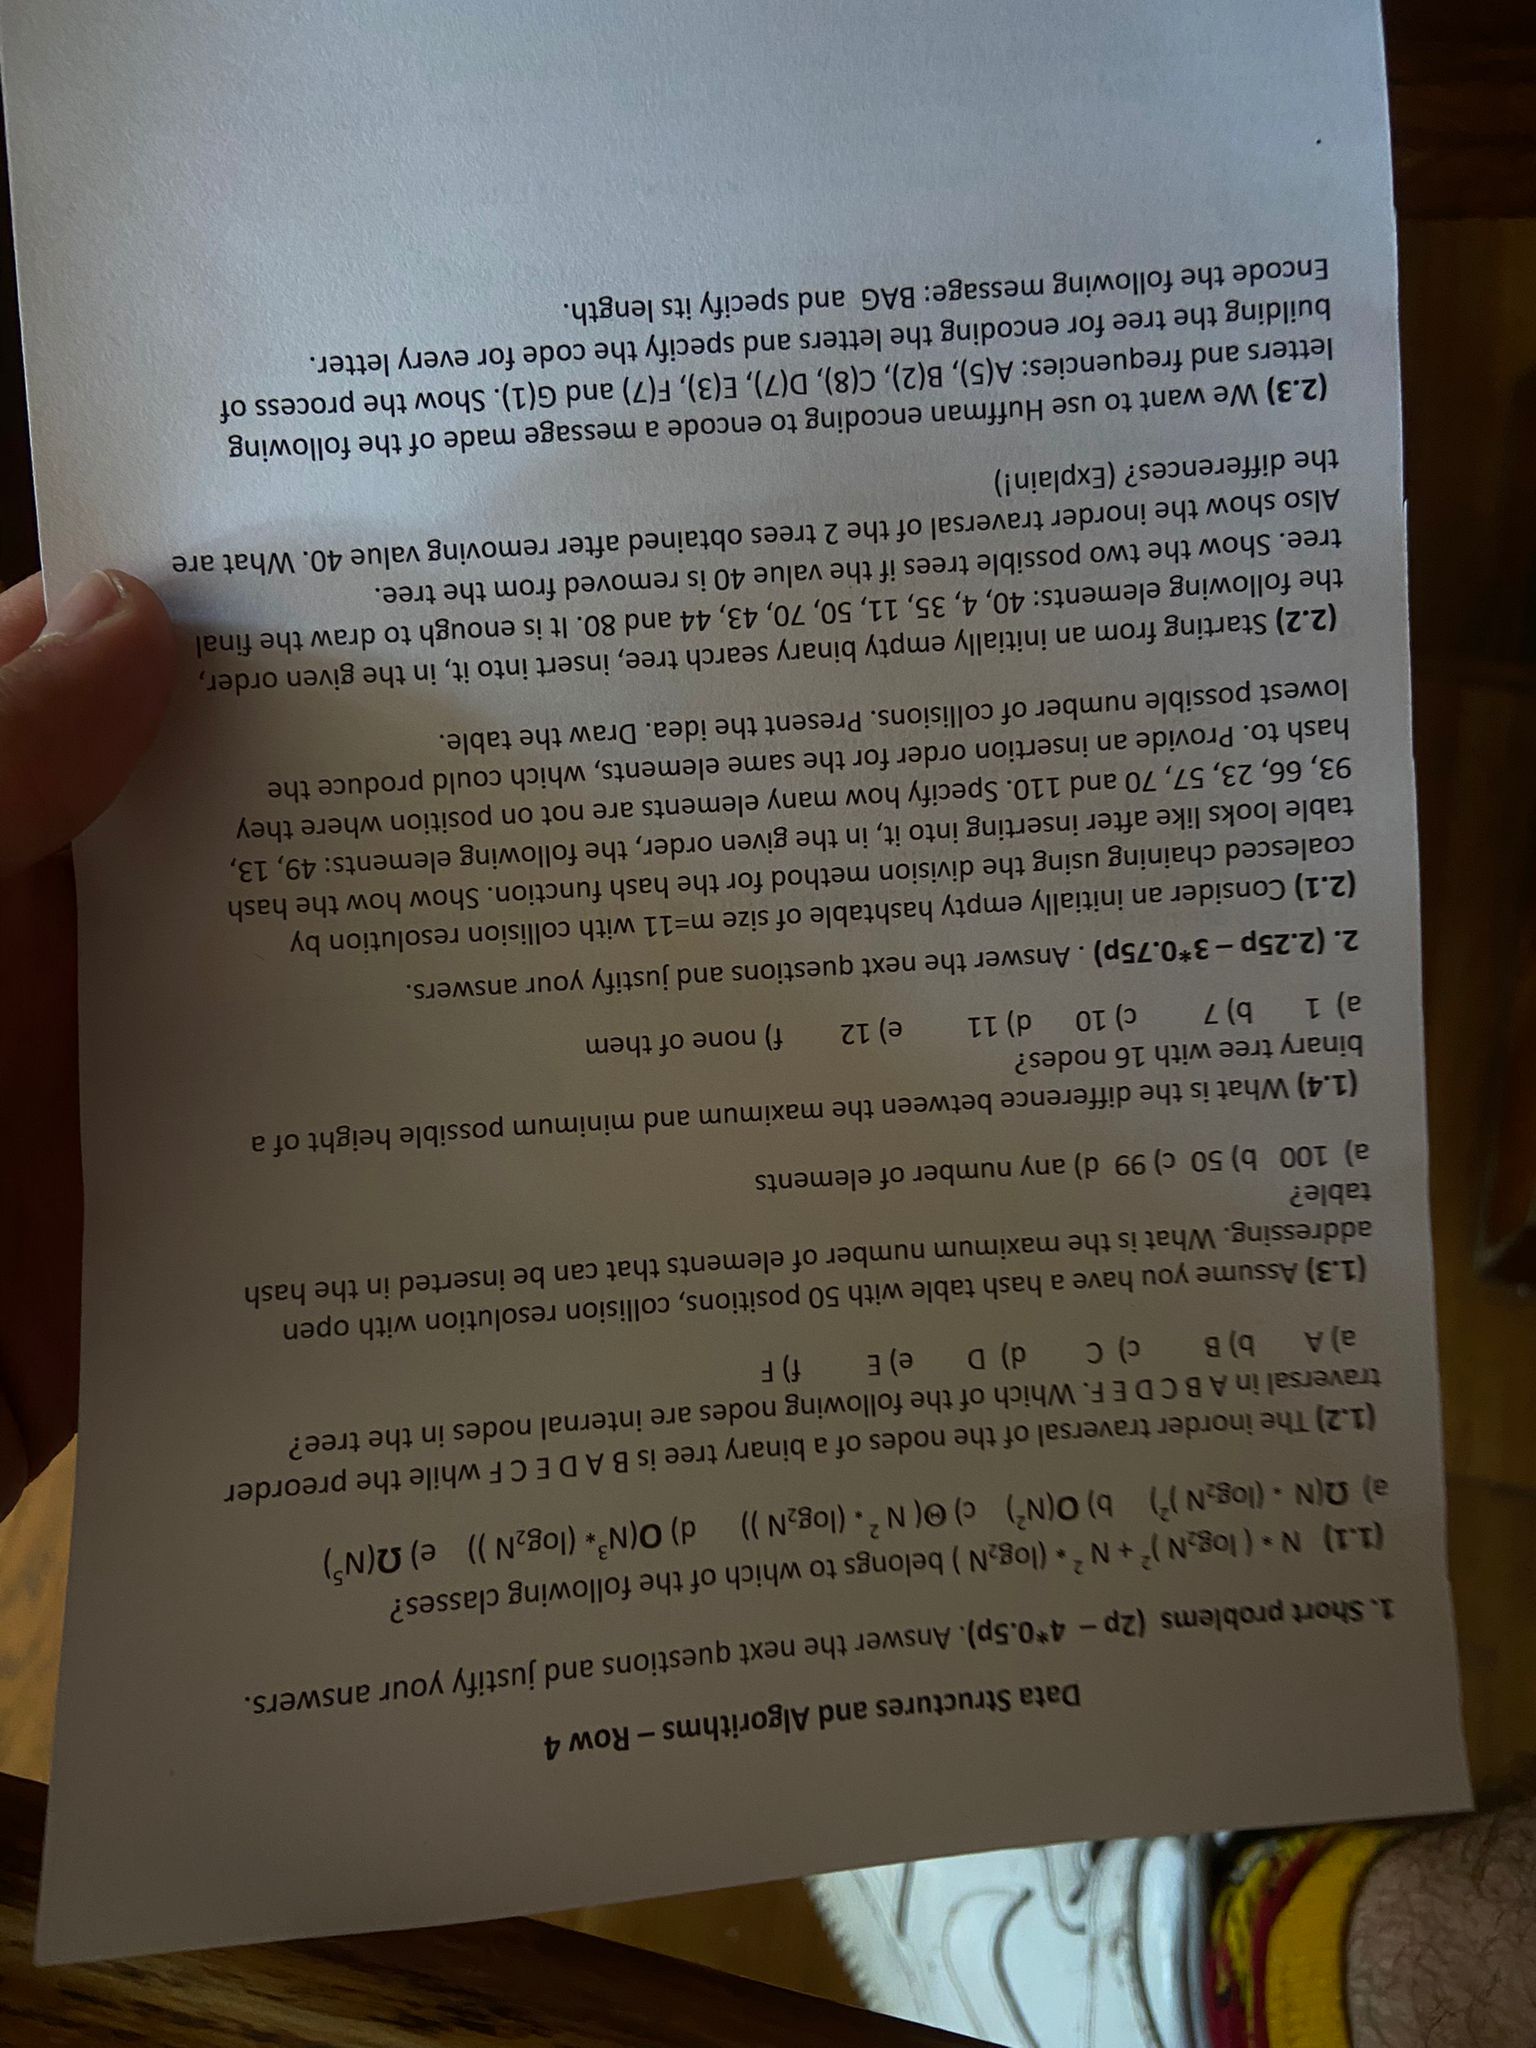 Data Structures and Algorithms – Row 4
1. Short problems (2p – 4*0.5p). Answer the next questions and justify your answers.
(1.1) N * ( log₂N )² + N ² * (log₂N ) belongs to which of the following classes?
a) Ω(N * (log₂N )²) b) O(N²) c) Θ( N ² * (log₂N )) d) O(N³* (log₂N )) e) Ω(N⁵)
(1.2) The inorder traversal of the nodes of a binary tree is B A D E C F while the preorder
traversal in A B C D E F. Which of the following nodes are internal nodes in the tree?
a) A b) B c) C d) D e) E f) F
(1.3) Assume you have a hash table with 50 positions, collision resolution with open
addressing. What is the maximum number of elements that can be inserted in the hash
table?
a) 100 b) 50 c) 99 d) any number of elements
(1.4) What is the difference between the maximum and minimum possible height of a
binary tree with 16 nodes?
a) 1 b) 7 c) 10 d) 11 e) 12 f) none of them
2. (2.25p – 3*0.75p) . Answer the next questions and justify your answers.
(2.1) Consider an initially empty hashtable of size m=11 with collision resolution by
coalesced chaining using the division method for the hash function. Show how the hash
table looks like after inserting into it, in the given order, the following elements: 49, 13,
93, 66, 23, 57, 70 and 110. Specify how many elements are not on position where they
hash to. Provide an insertion order for the same elements, which could produce the
lowest possible number of collisions. Present the idea. Draw the table.
(2.2) Starting from an initially empty binary search tree, insert into it, in the given order,
the following elements: 40, 4, 35, 11, 50, 70, 43, 44 and 80. It is enough to draw the final
tree. Show the two possible trees if the value 40 is removed from the tree.
Also show the inorder traversal of the 2 trees obtained after removing value 40. What are
the differences? (Explain!)
(2.3) We want to use Huffman encoding to encode a message made of the following
letters and frequencies: A(5), B(2), C(8), D(7), E(3), F(7) and G(1). Show the process of
building the tree for encoding the letters and specify the code for every letter.
Encode the following message: BAG and specify its length.